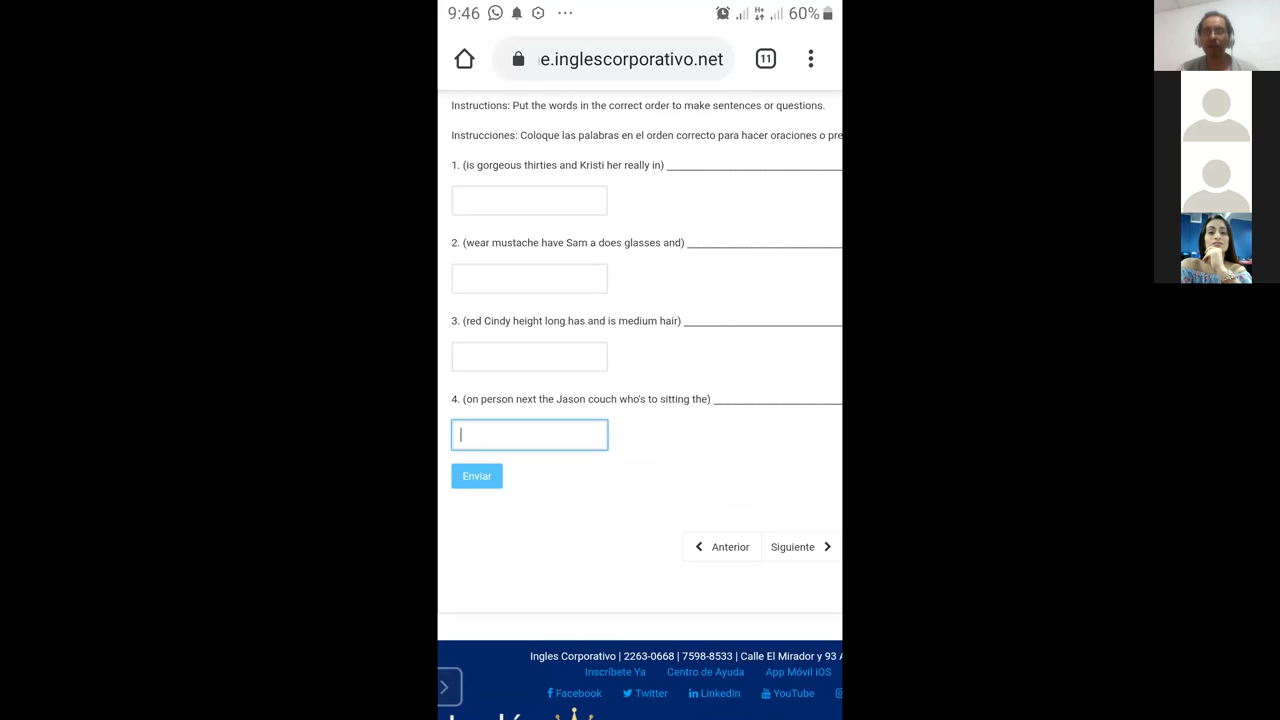 9:46 60%
e.inglescorporativo.net 11
Instructions: Put the words in the correct order to make sentences or questions.
Instrucciones: Coloque las palabras en el orden correcto para hacer oraciones o pre
1. (is gorgeous thirties and Kristi her really in)
2. (wear mustache have Sam a does glasses and)
3. (red Cindy height long has and is medium hair)
4. (on person next the Jason couch who's to sitting the)
Enviar
Anterior Siguiente
Ingles Corporativo | 2263-0668 | 7598-8533 | Calle El Mirador y 93 A
Inscríbete Ya Centro de Ayuda App Móvil iOS
Facebook Twitter LinkedIn YouTube